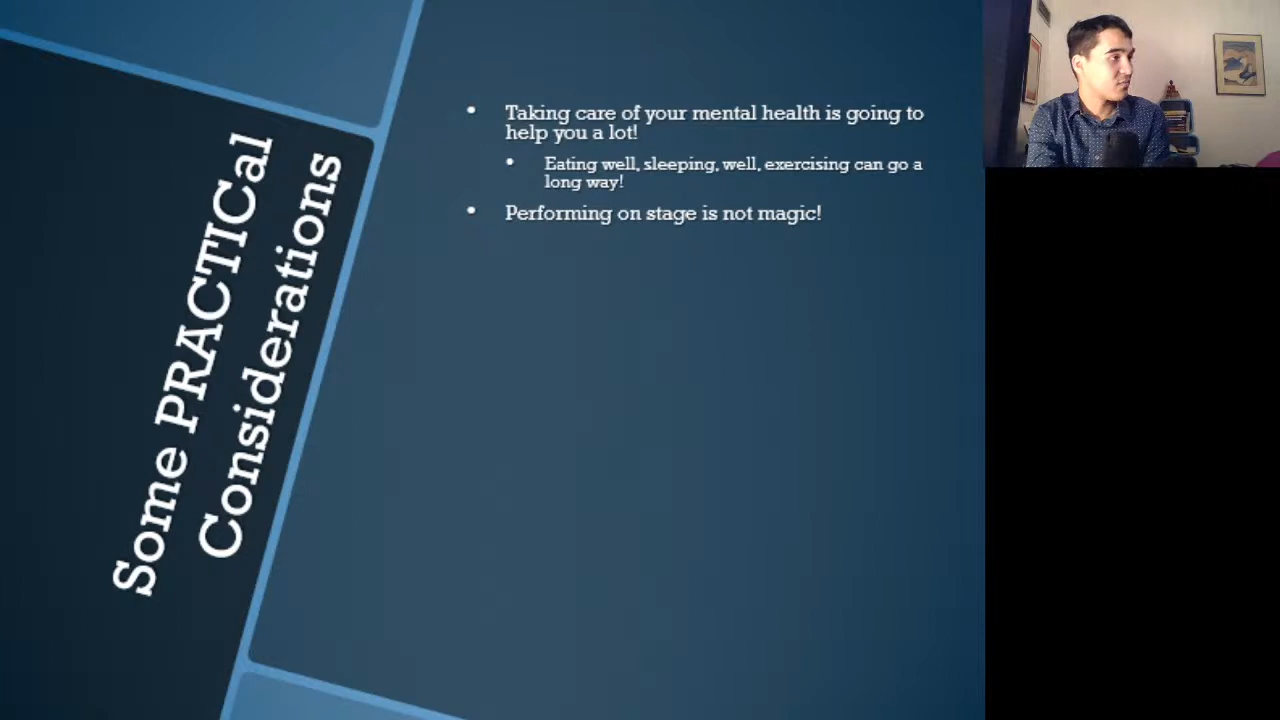 Some PRACTICal
Considerations
• Taking care of your mental health is going to
help you a lot!
• Eating well, sleeping, well, exercising can go a
long way!
• Performing on stage is not magic!